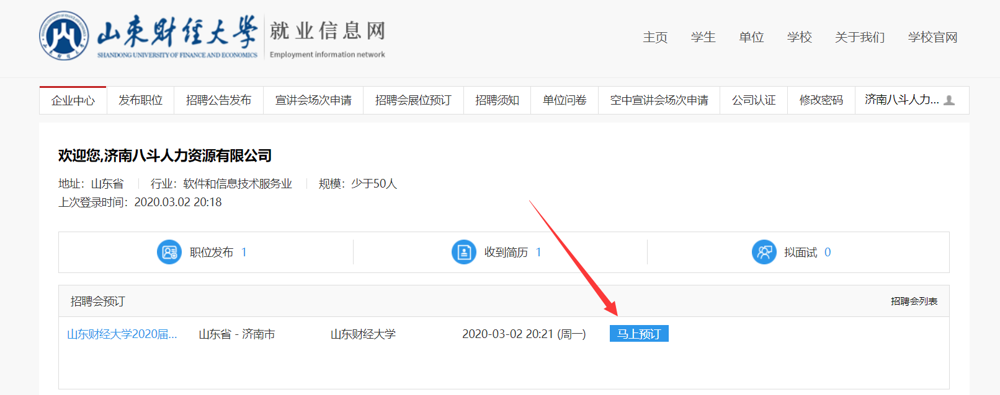 山东财经大学
SHANDONG UNIVERSITY OF FINANCE AND ECONOMICS
就业信息网
Employment information network
主页 学生 单位 学校 关于我们 学校官网
企业中心 发布职位 招聘公告发布 宣讲会场次申请 招聘会展位预订 招聘须知 单位问卷 空中宣讲会场次申请 公司认证 修改密码 济南八斗人力...
欢迎您,济南八斗人力资源有限公司
地址：山东省 行业：软件和信息技术服务业 规模：少于50人
上次登录时间：2020.03.02 20:18
职位发布 1 收到简历 1 拟面试 0
招聘会预订 招聘会列表
山东财经大学2020届... 山东省 - 济南市 山东财经大学 2020-03-02 20:21 (周一) 马上预订